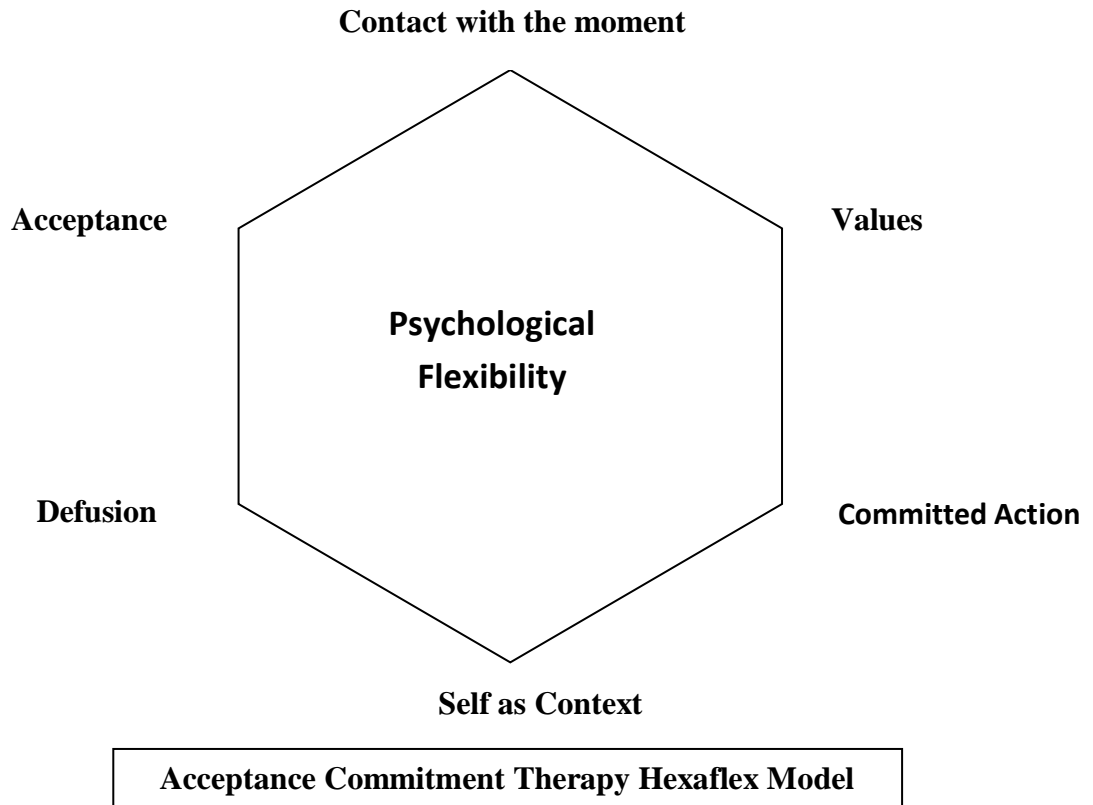 Contact with the moment
Acceptance
Values
Psychological
Flexibility
Defusion
Committed Action
Self as Context
Acceptance Commitment Therapy Hexaflex Model